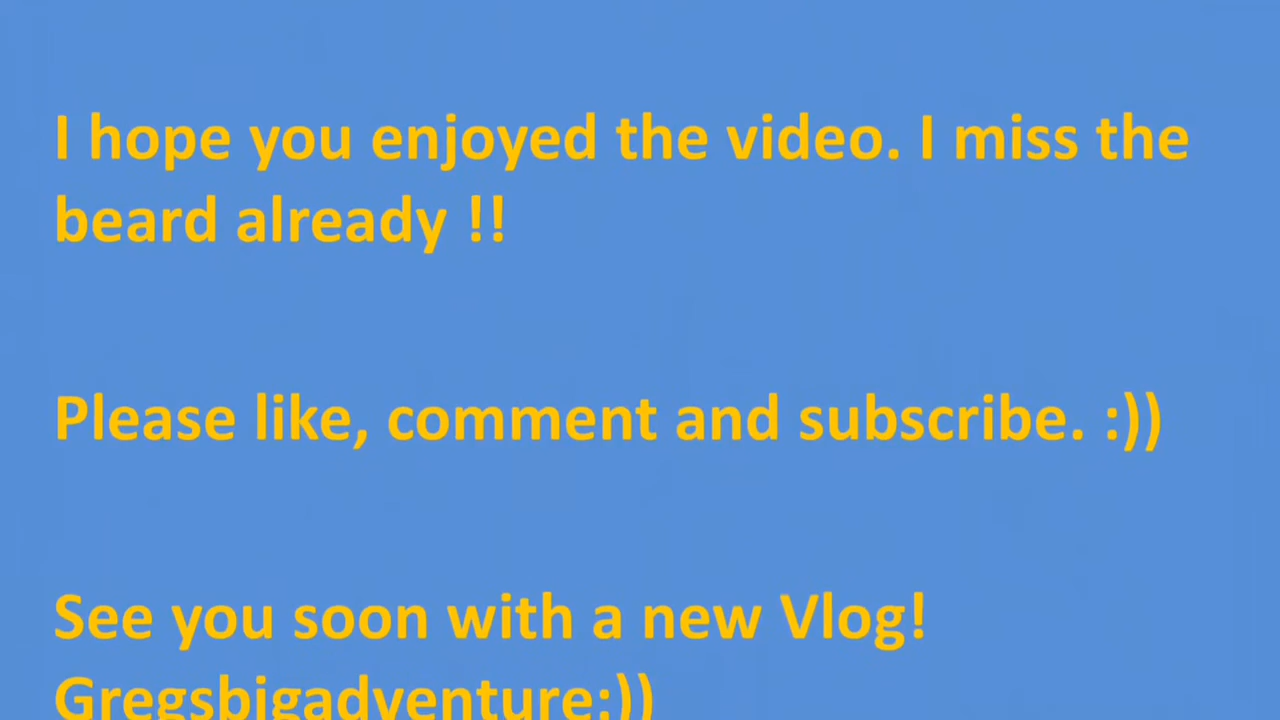 I hope you enjoyed the video. I miss the
beard already !!
Please like, comment and subscribe. :))
See you soon with a new Vlog!
Gregsbigadventure:))